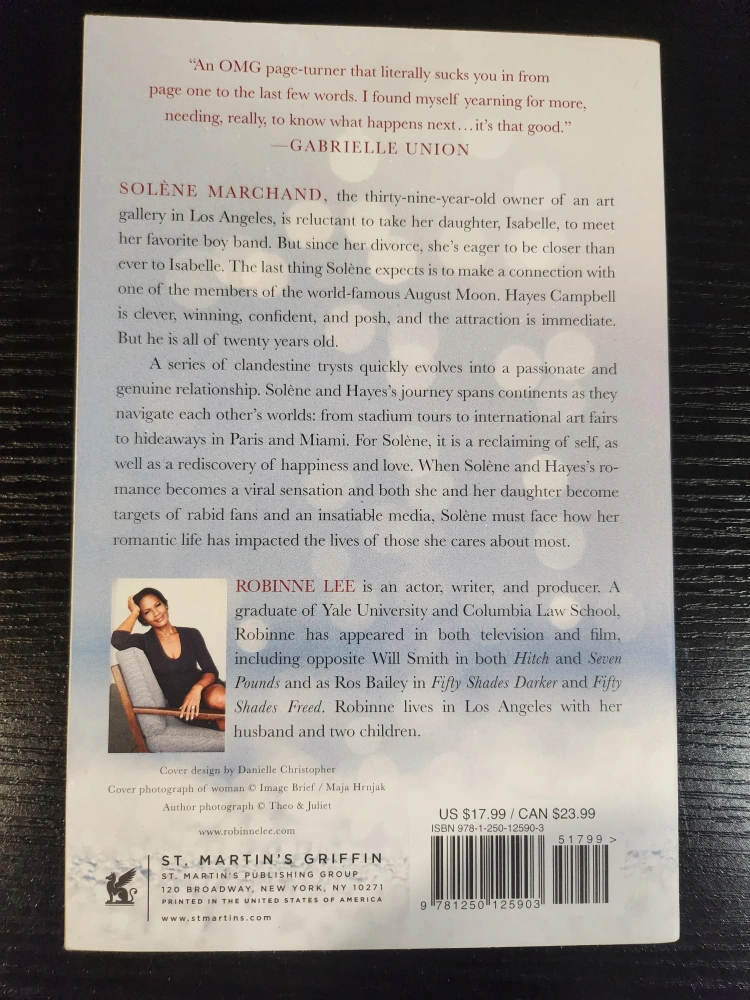 “An OMG page-turner that literally sucks you in from
page one to the last few words. I found myself yearning for more,
needing, really, to know what happens next...it’s that good.”
—GABRIELLE UNION
SOLÈNE MARCHAND, the thirty-nine-year-old owner of an art
gallery in Los Angeles, is reluctant to take her daughter, Isabelle, to meet
her favorite boy band. But since her divorce, she’s eager to be closer than
ever to Isabelle. The last thing Solène expects is to make a connection with
one of the members of the world-famous August Moon. Hayes Campbell
is clever, winning, confident, and posh, and the attraction is immediate.
But he is all of twenty years old.
A series of clandestine trysts quickly evolves into a passionate and
genuine relationship. Solène and Hayes’s journey spans continents as they
navigate each other’s worlds: from stadium tours to international art fairs
to hideaways in Paris and Miami. For Solène, it is a reclaiming of self, as
well as a rediscovery of happiness and love. When Solène and Hayes’s ro-
mance becomes a viral sensation and both she and her daughter become
targets of rabid fans and an insatiable media, Solène must face how her
romantic life has impacted the lives of those she cares about most.
ROBINNE LEE is an actor, writer, and producer. A
graduate of Yale University and Columbia Law School,
Robinne has appeared in both television and film,
including opposite Will Smith in both Hitch and Seven
Pounds and as Ros Bailey in Fifty Shades Darker and Fifty
Shades Freed. Robinne lives in Los Angeles with her
husband and two children.
Cover design by Danielle Christopher
Cover photograph of woman © Image Brief / Maja Hrnjak
Author photograph © Theo & Juliet
www.robinnelee.com
ST. MARTIN’S GRIFFIN
ST. MARTIN’S PUBLISHING GROUP
120 BROADWAY, NEW YORK, NY 10271
PRINTED IN THE UNITED STATES OF AMERICA
www.stmartins.com
US $17.99 / CAN $23.99
ISBN 978-1-250-12590-3
51799 >
9 781250 125903